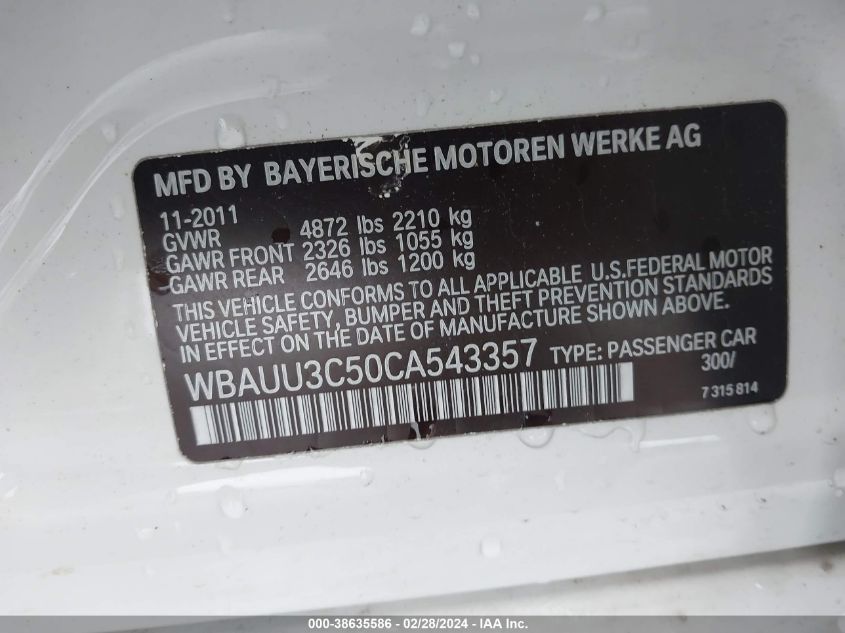 MFD BY BAYERISCHE MOTOREN WERKE AG
11-2011
GVWR 4872 lbs 2210 kg
GAWR FRONT 2326 lbs 1055 kg
GAWR REAR 2646 lbs 1200 kg
THIS VEHICLE CONFORMS TO ALL APPLICABLE U.S.FEDERAL MOTOR
VEHICLE SAFETY, BUMPER AND THEFT PREVENTION STANDARDS
IN EFFECT ON THE DATE OF MANUFACTURE SHOWN ABOVE.
WBAUU3C50CA543357 TYPE: PASSENGER CAR
300/
7 315 814
000-38635586 - 02/28/2024 - IAA Inc.